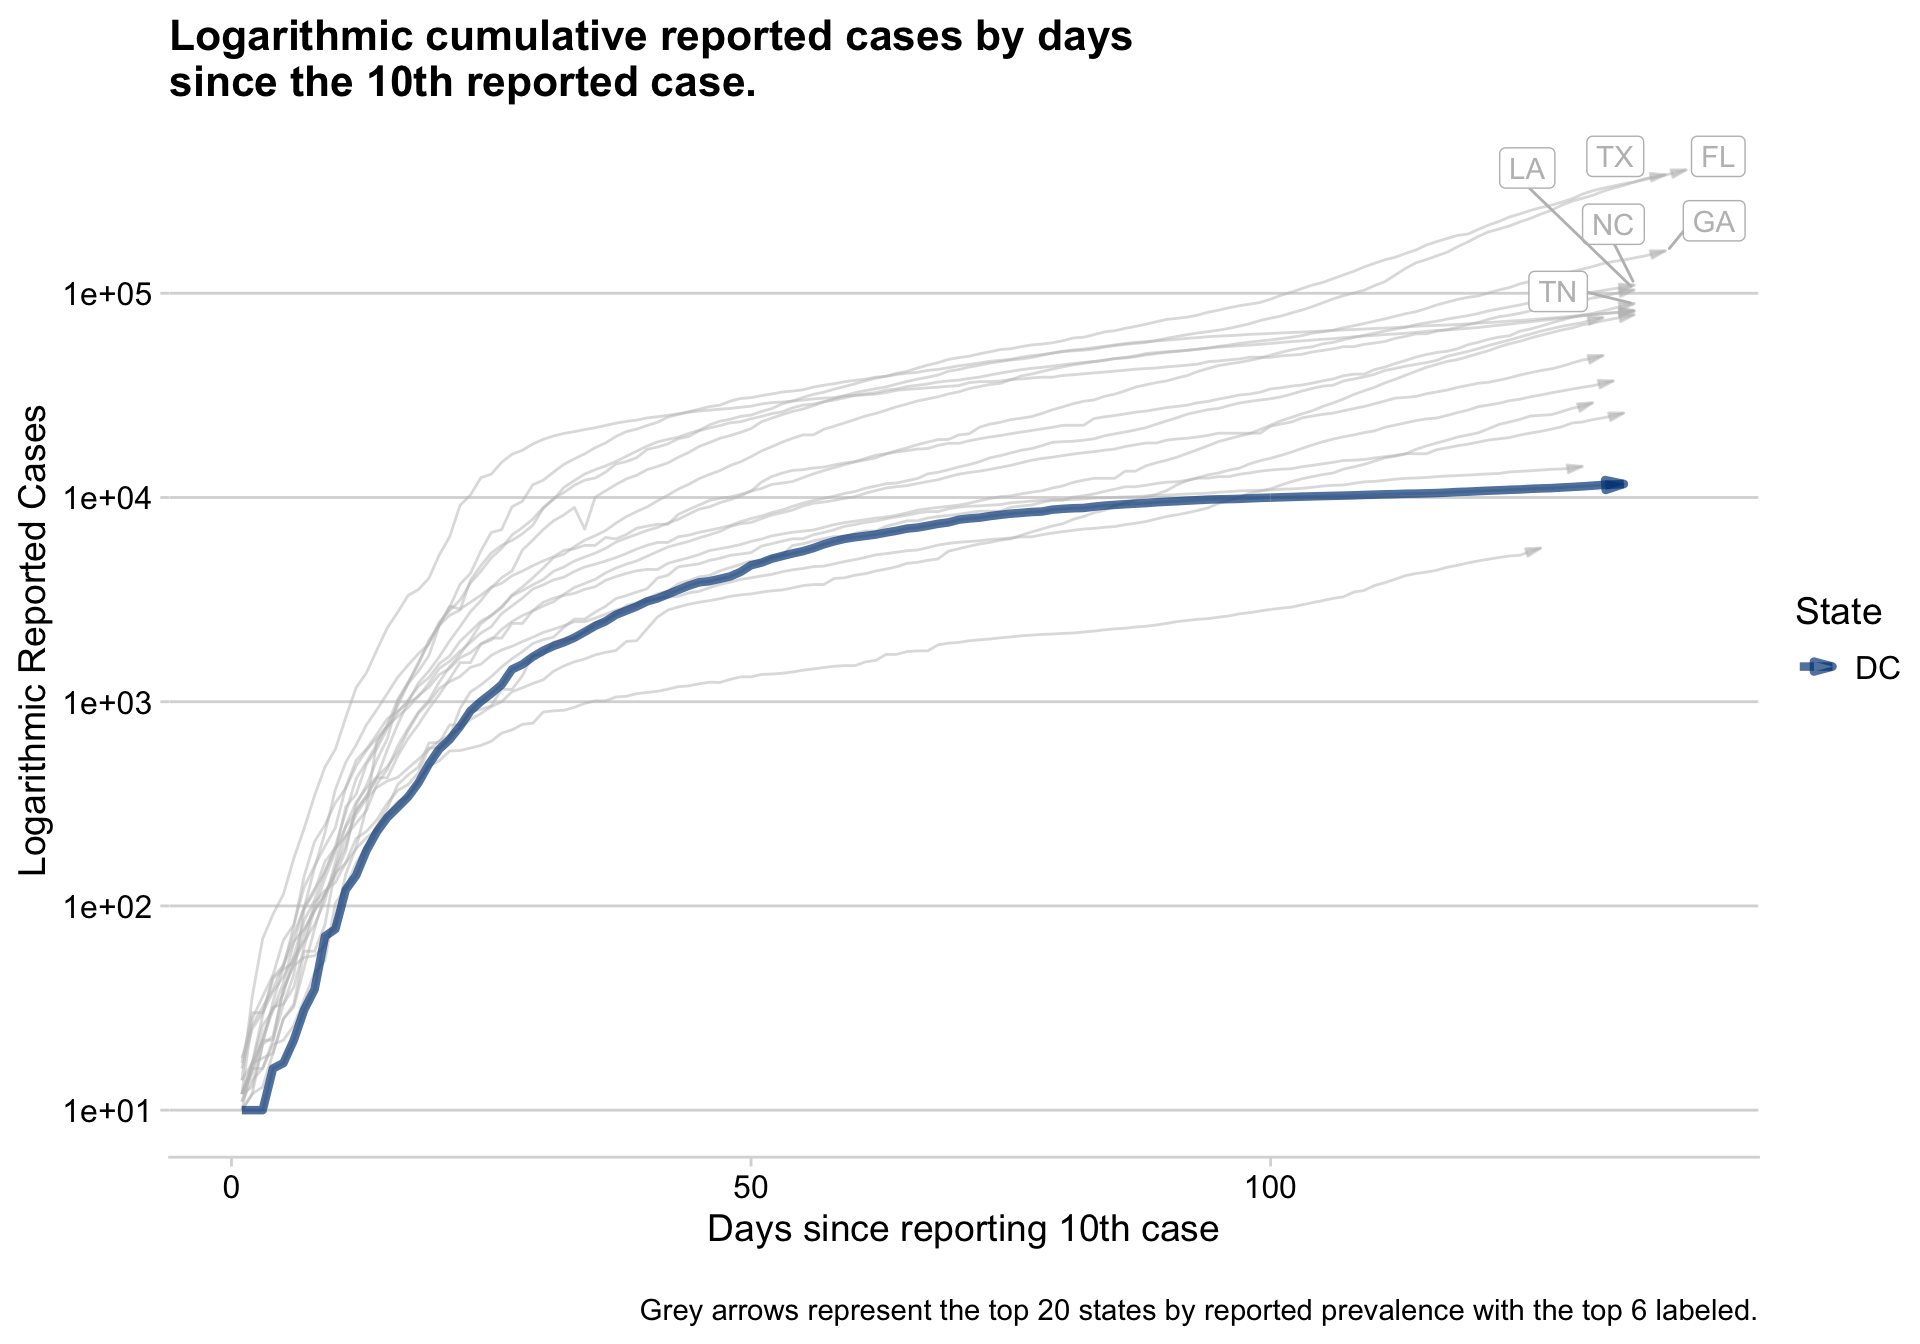 Logarithmic cumulative reported cases by days
since the 10th reported case.
LA
TX
FL
NC
GA
TN
1e+05
1e+04
1e+03
1e+02
1e+01
Logarithmic Reported Cases
0
50
100
Days since reporting 10th case
State
DC
Grey arrows represent the top 20 states by reported prevalence with the top 6 labeled.